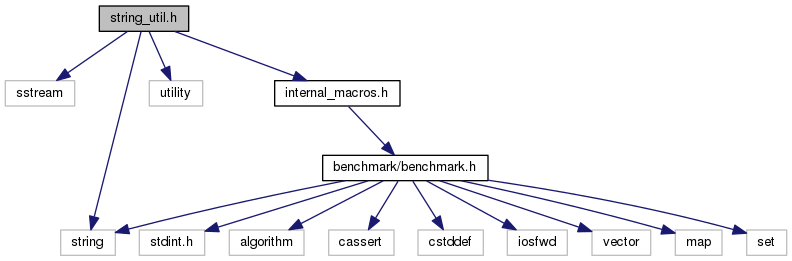 string_util.h
sstream
utility
internal_macros.h
benchmark/benchmark.h
string
stdint.h
algorithm
cassert
cstddef
iosfwd
vector
map
set